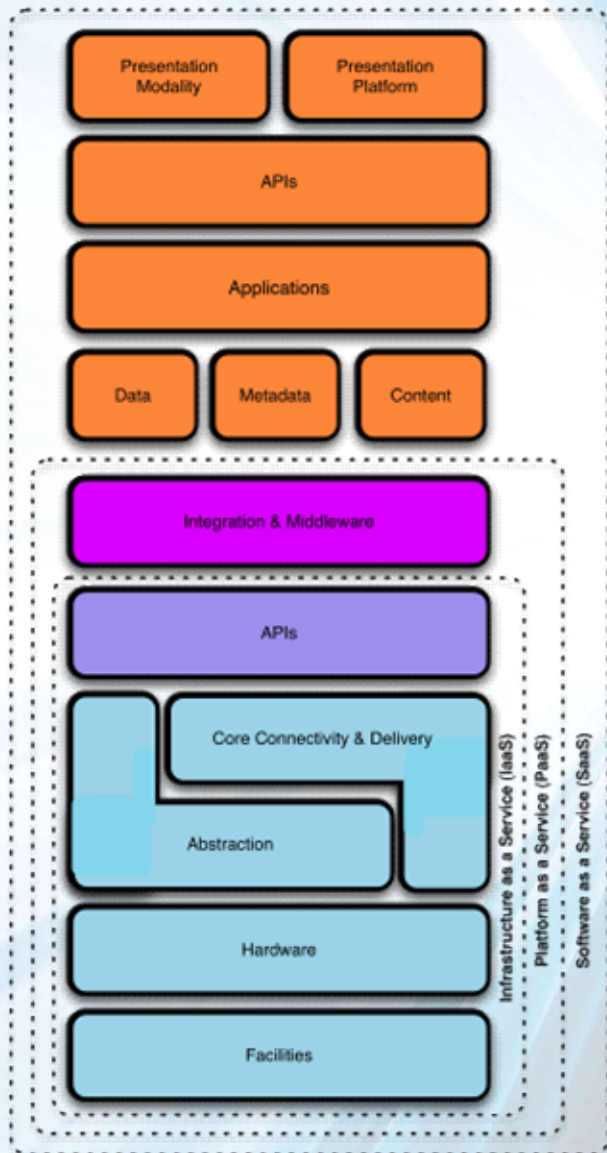 Presentation
Modality
Presentation
Platform
APIs
Applications
Data
Metadata
Content
Integration & Middleware
APIs
Core Connectivity & Delivery
Abstraction
Hardware
Facilities
Infrastructure as a Service (IaaS)
Platform as a Service (PaaS)
Software as a Service (SaaS)